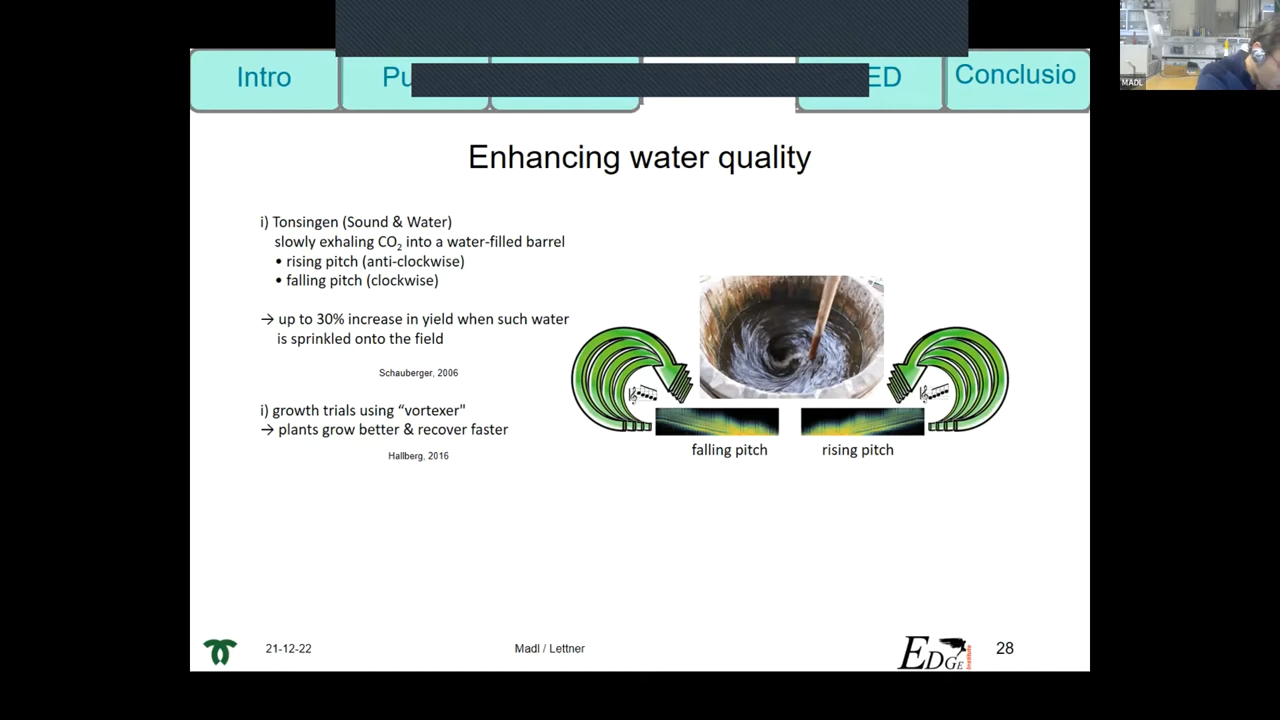 Intro
Pu
ED
Conclusio
MADL
Enhancing water quality
i) Tonsingen (Sound & Water)
slowly exhaling CO₂ into a water-filled barrel
• rising pitch (anti-clockwise)
• falling pitch (clockwise)
→ up to 30% increase in yield when such water
is sprinkled onto the field
Schauberger, 2006
i) growth trials using “vortexer"
→ plants grow better & recover faster
Hallberg, 2016
falling pitch
rising pitch
21-12-22
Madl / Lettner
EDGE
Institute
28